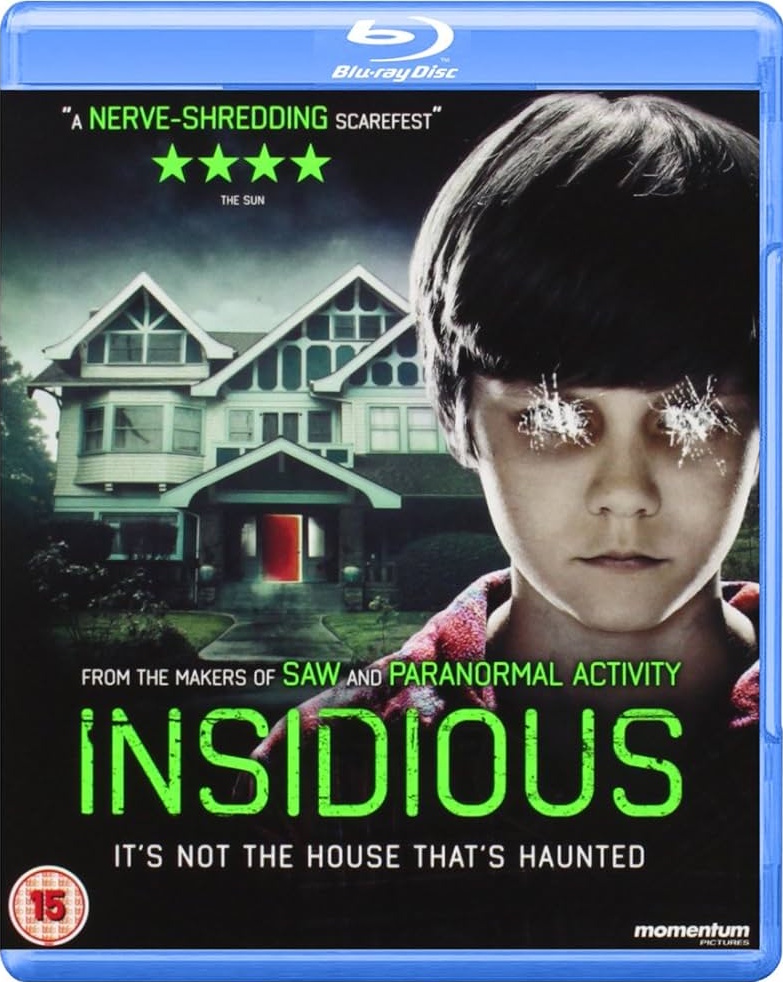 Blu-ray Disc
"A NERVE-SHREDDING SCAREFEST"
THE SUN
FROM THE MAKERS OF SAW AND PARANORMAL ACTIVITY
INSIDIOUS
IT'S NOT THE HOUSE THAT'S HAUNTED
15
momentum
PICTURES